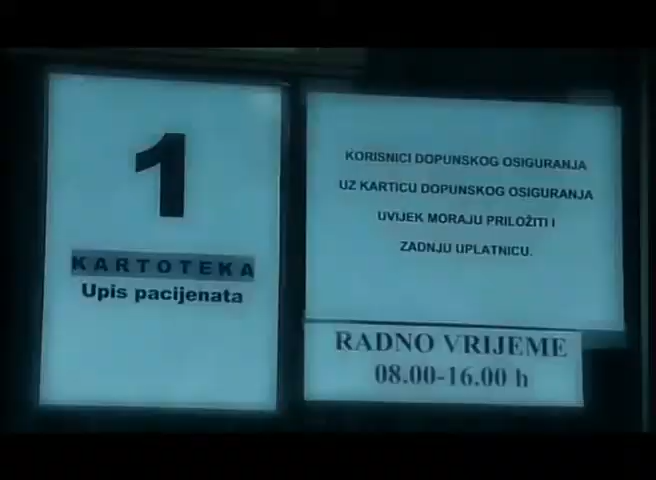 1
KARTOTEKA
Upis pacijenata
KORISNICI DOPUNSKOG OSIGURANJA
UZ KARTICU DOPUNSKOG OSIGURANJA
UVIJEK MORAJU PRILOŽITI I
ZADNJU UPLATNICU.
RADNO VRIJEME
08.00-16.00 h